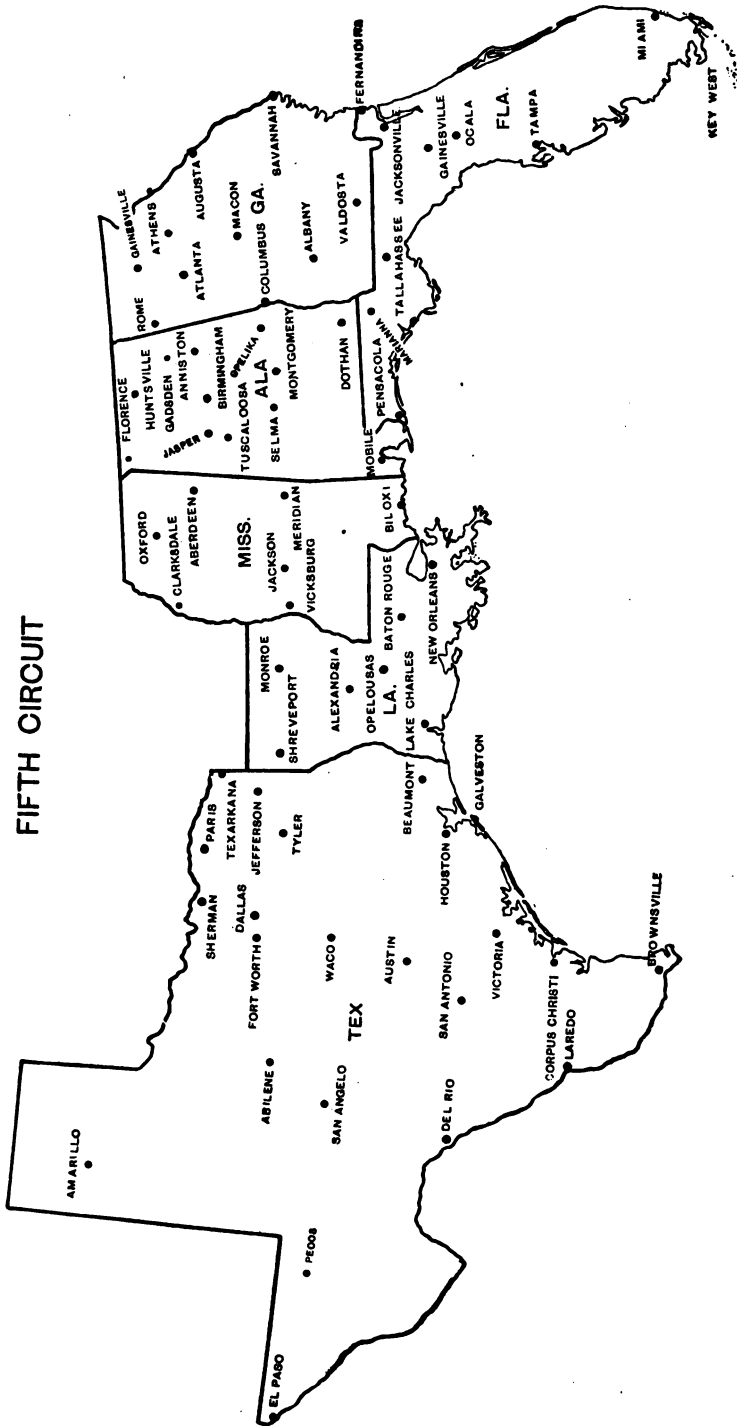 FIFTH CIRCUIT
AMARILLO
EL PASO
PECOS
ABILENE
SAN ANGELO
DEL RIO
TEX
FORT WORTH
DALLAS
SHERMAN
PARIS
TEXARKANA
JEFFERSON
TYLER
WACO
AUSTIN
SAN ANTONIO
VICTORIA
CORPUS CHRISTI
LAREDO
BROWNSVILLE
HOUSTON
GALVESTON
BEAUMONT
SHREVEPORT
MONROE
ALEXANDRIA
OPELOUSAS
LA.
LAKE CHARLES
BATON ROUGE
NEW ORLEANS
OXFORD
CLARKSDALE
ABERDEEN
MISS.
JACKSON
MERIDIAN
VICKSBURG
BILOXI
FLORENCE
HUNTSVILLE
GADSDEN
ANNISTON
JASPER
BIRMINGHAM
TUSCALOOSA
PELIKA
ALA
SELMA
MONTGOMERY
DOTHAN
MOBILE
ROME
GAINESVILLE
ATHENS
ATLANTA
AUGUSTA
MACON
COLUMBUS
GA.
SAVANNAH
ALBANY
VALDOSTA
PENSACOLA
MARIANNA
TALLAHASSEE
JACKSONVILLE
FERNANDINA
GAINESVILLE
OCALA
FLA.
TAMPA
MIAMI
KEY WEST